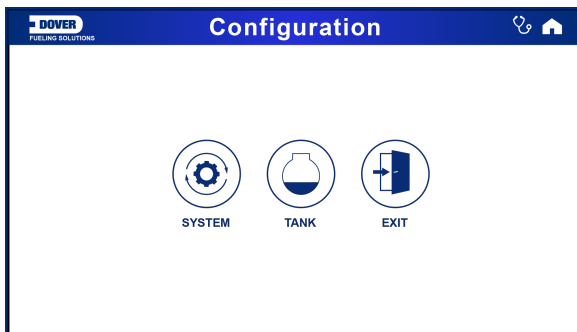 DOVER
FUELING SOLUTIONS
Configuration
SYSTEM
TANK
EXIT